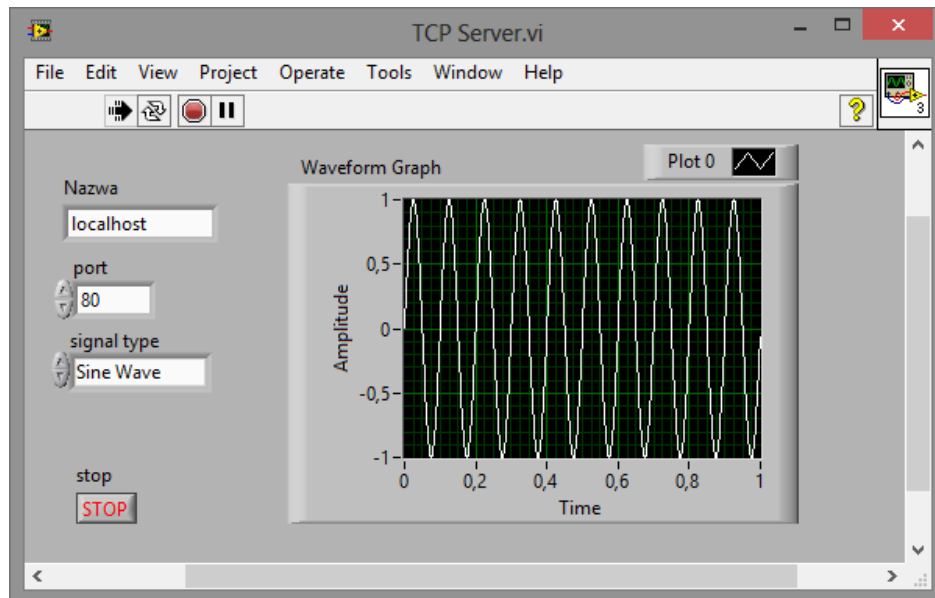 TCP Server.vi
File Edit View Project Operate Tools Window Help
3
Nazwa
localhost
port
80
signal type
Sine Wave
stop
STOP
Waveform Graph
Plot 0
Amplitude
1
0,5
0
-0,5
-1
0 0,2 0,4 0,6 0,8 1
Time